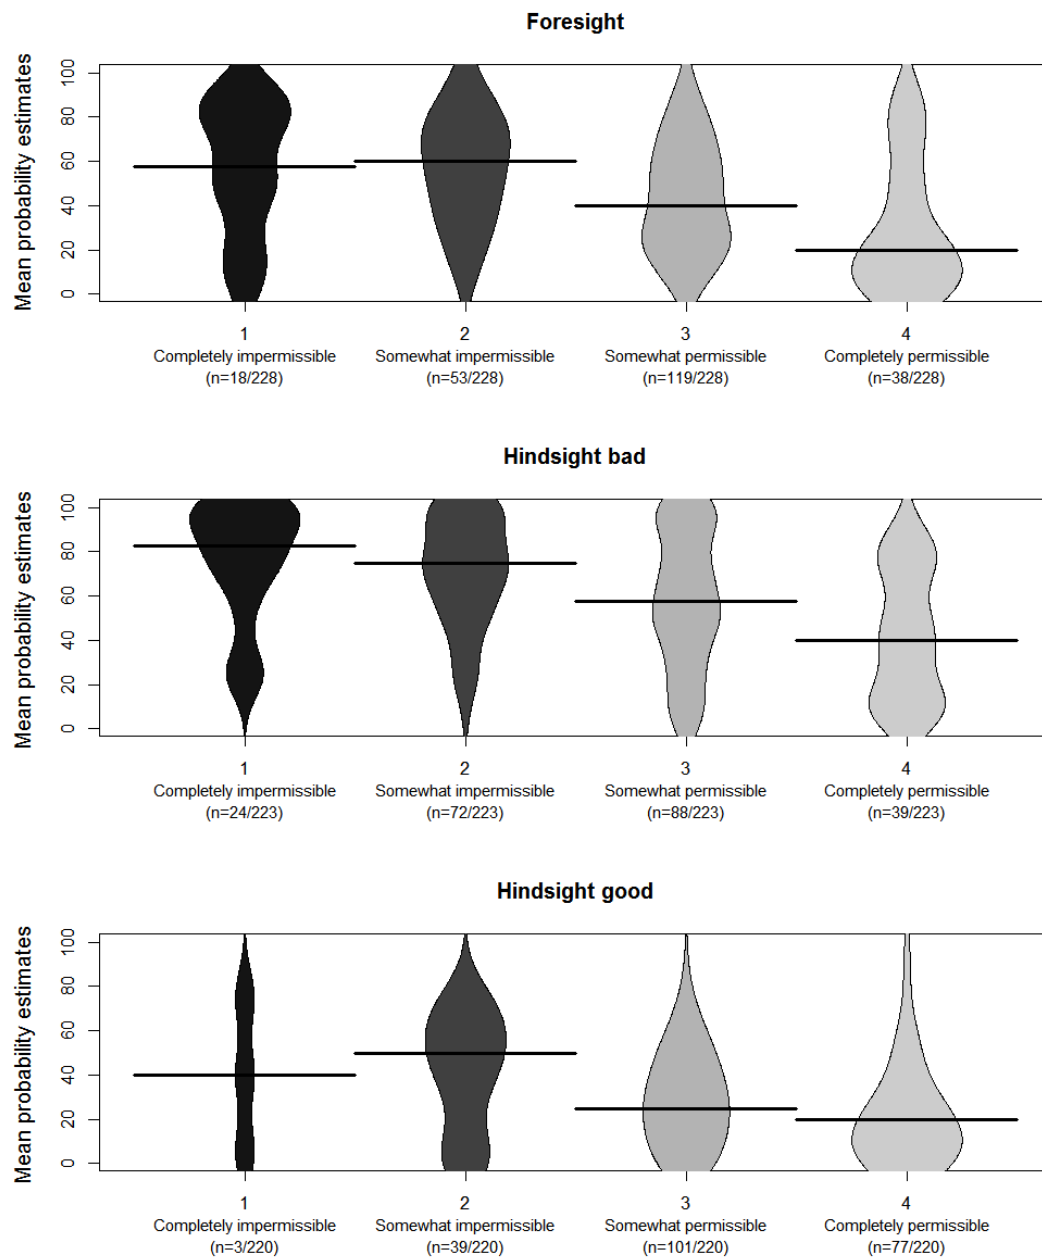 Foresight
Mean probability estimates
100
80
60
40
20
0
1 2 3 4
Completely impermissible Somewhat impermissible Somewhat permissible Completely permissible
(n=18/228) (n=53/228) (n=119/228) (n=38/228)
Hindsight bad
Mean probability estimates
100
80
60
40
20
0
1 2 3 4
Completely impermissible Somewhat impermissible Somewhat permissible Completely permissible
(n=24/223) (n=72/223) (n=88/223) (n=39/223)
Hindsight good
Mean probability estimates
100
80
60
40
20
0
1 2 3 4
Completely impermissible Somewhat impermissible Somewhat permissible Completely permissible
(n=3/220) (n=39/220) (n=101/220) (n=77/220)